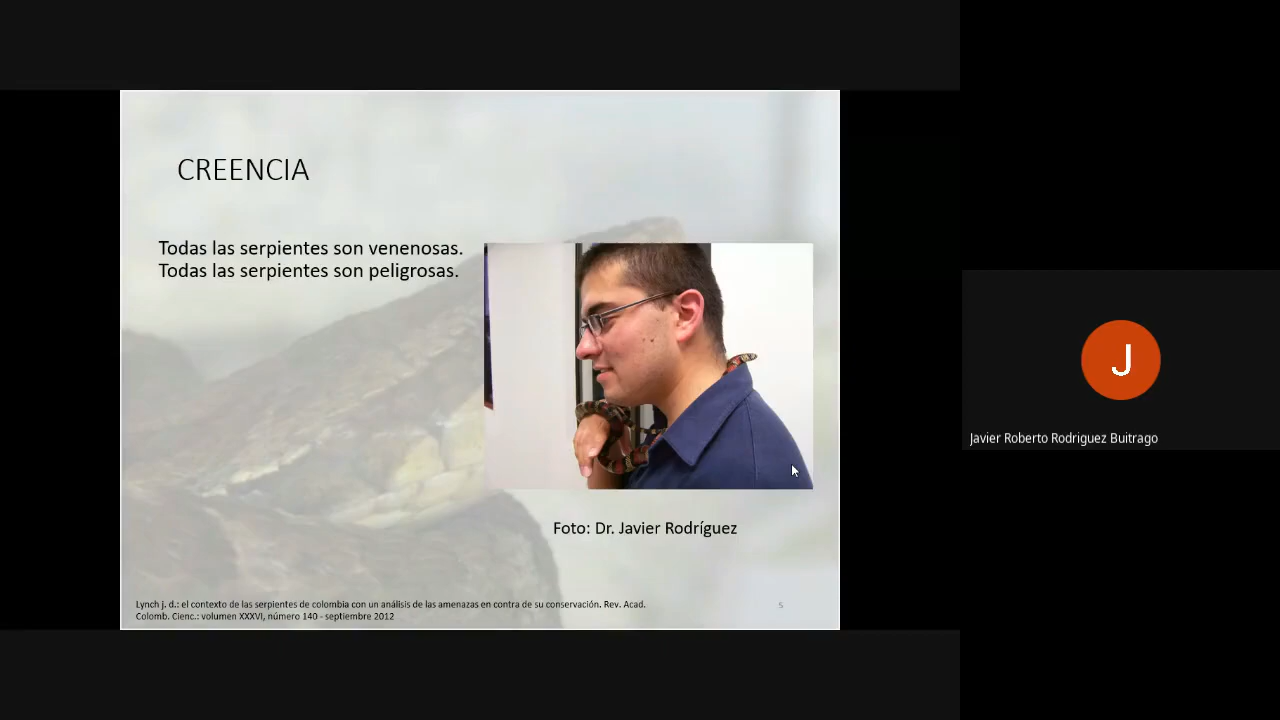 CREENCIA
Todas las serpientes son venenosas.
Todas las serpientes son peligrosas.
Foto: Dr. Javier Rodríguez
Lynch j. d.: el contexto de las serpientes de colombia con un análisis de las amenazas en contra de su conservación. Rev. Acad.
Colomb. Cienc.: volumen XXXVI, número 140 - septiembre 2012
5
J
Javier Roberto Rodriguez Buitrago